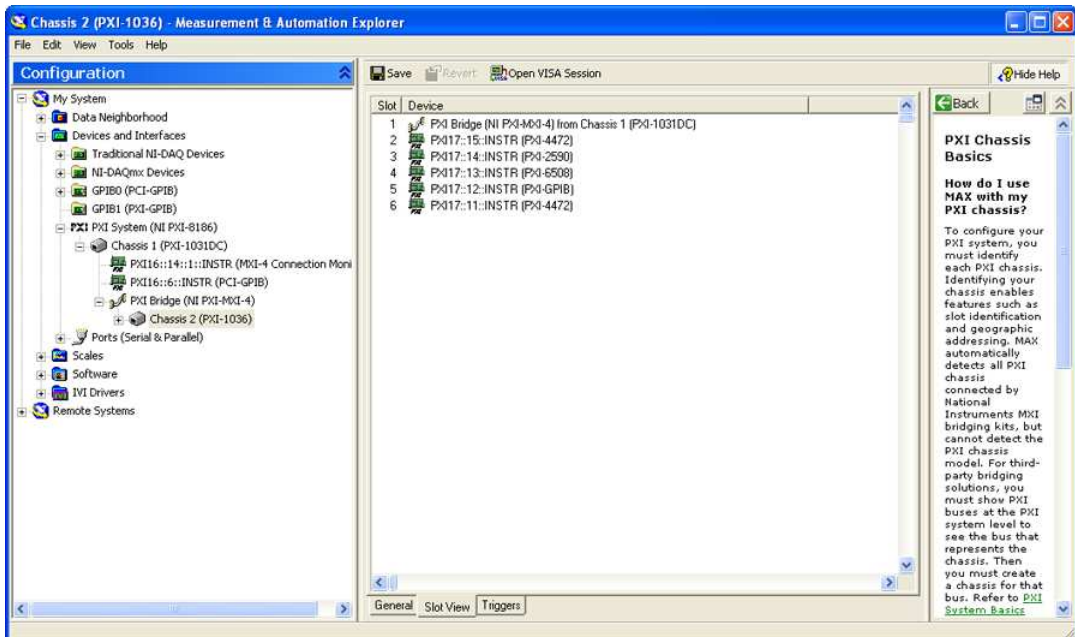 Chassis 2 (PXI-1036) - Measurement & Automation Explorer
File Edit View Tools Help
Configuration
My System
Data Neighborhood
Devices and Interfaces
Traditional NI-DAQ Devices
NI-DAQmx Devices
GPIB0 (PCI-GPIB)
GPIB1 (PXI-GPIB)
PXI PXI System (NI PXI-8186)
Chassis 1 (PXI-1031DC)
PXI16::14::1::INSTR (MXI-4 Connection Moni
PXI16::6::INSTR (PCI-GPIB)
PXI Bridge (NI PXI-MXI-4)
Chassis 2 (PXI-1036)
Ports (Serial & Parallel)
Scales
Software
IVI Drivers
Remote Systems
Save Revert Open VISA Session
Slot Device
1 PXI Bridge (NI PXI-MXI-4) from Chassis 1 (PXI-1031DC)
2 PXI17::15::INSTR (PXI-4472)
3 PXI17::14::INSTR (PXI-2590)
4 PXI17::13::INSTR (PXI-6508)
5 PXI17::12::INSTR (PXI-GPIB)
6 PXI17::11::INSTR (PXI-4472)
General Slot View Triggers
Hide Help
Back
PXI Chassis
Basics
How do I use
MAX with my
PXI chassis?
To configure your
PXI system, you
must identify
each PXI chassis.
Identifying your
chassis enables
features such as
slot identification
and geographic
addressing. MAX
automatically
detects all PXI
chassis
connected by
National
Instruments MXI
bridging kits, but
cannot detect the
PXI chassis
model. For third-
party bridging
solutions, you
must show PXI
buses at the PXI
system level to
see the bus that
represents the
chassis. Then
you must create
a chassis for that
bus. Refer to PXI
System Basics